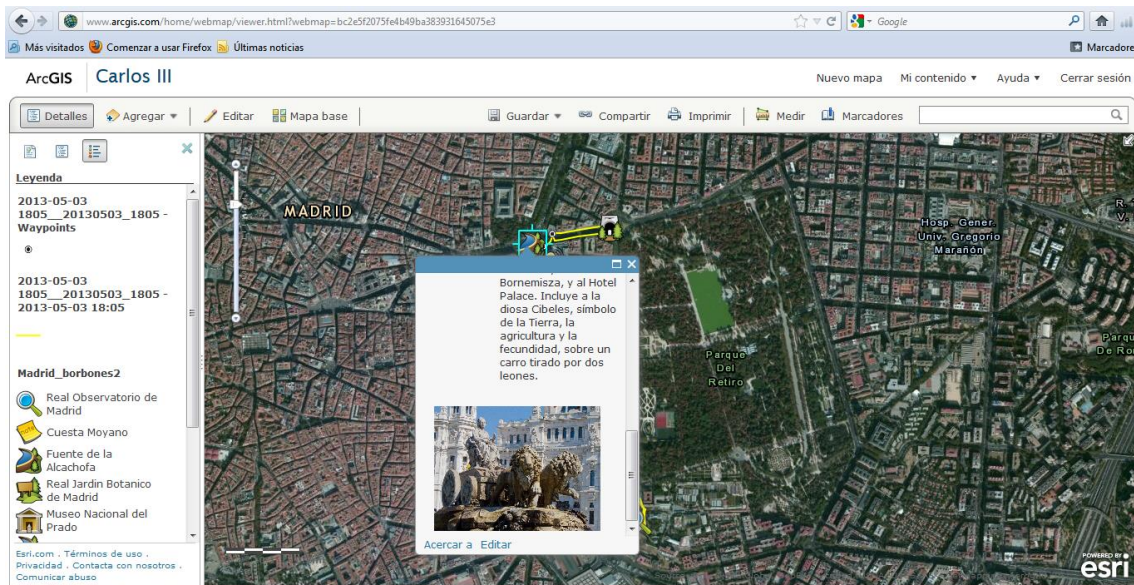 www.arcgis.com/home/webmap/viewer.html?webmap=bc2e5f2075fe4b49ba383931645075e3
Google
Más visitados Comenzar a usar Firefox Últimas noticias Marcadore
ArcGIS Carlos III Nuevo mapa Mi contenido Ayuda Cerrar sesión
Detalles Agregar Editar Mapa base Guardar Compartir Imprimir Medir Marcadores
Leyenda
2013-05-03
1805__20130503_1805 -
Waypoints
2013-05-03
1805__20130503_1805 -
2013-05-03 18:05
Madrid_borbones2
Real Observatorio de
Madrid
Cuesta Moyano
Fuente de la
Alcachofa
Real Jardin Botanico
de Madrid
Museo Nacional del
Prado
Esri.com . Términos de uso .
Privacidad . Contacta con nosotros .
Comunicar abuso
MADRID
Hosp. Gener
Univ. Gregorio
Marañón
R.
V.
Parque
Del
Retiro
Parqu
De Ro
Bornemisza, y al Hotel
Palace. Incluye a la
diosa Cibeles, símbolo
de la Tierra, la
agricultura y la
fecundidad, sobre un
carro tirado por dos
leones.
Acercar a Editar
POWERED BY
esri